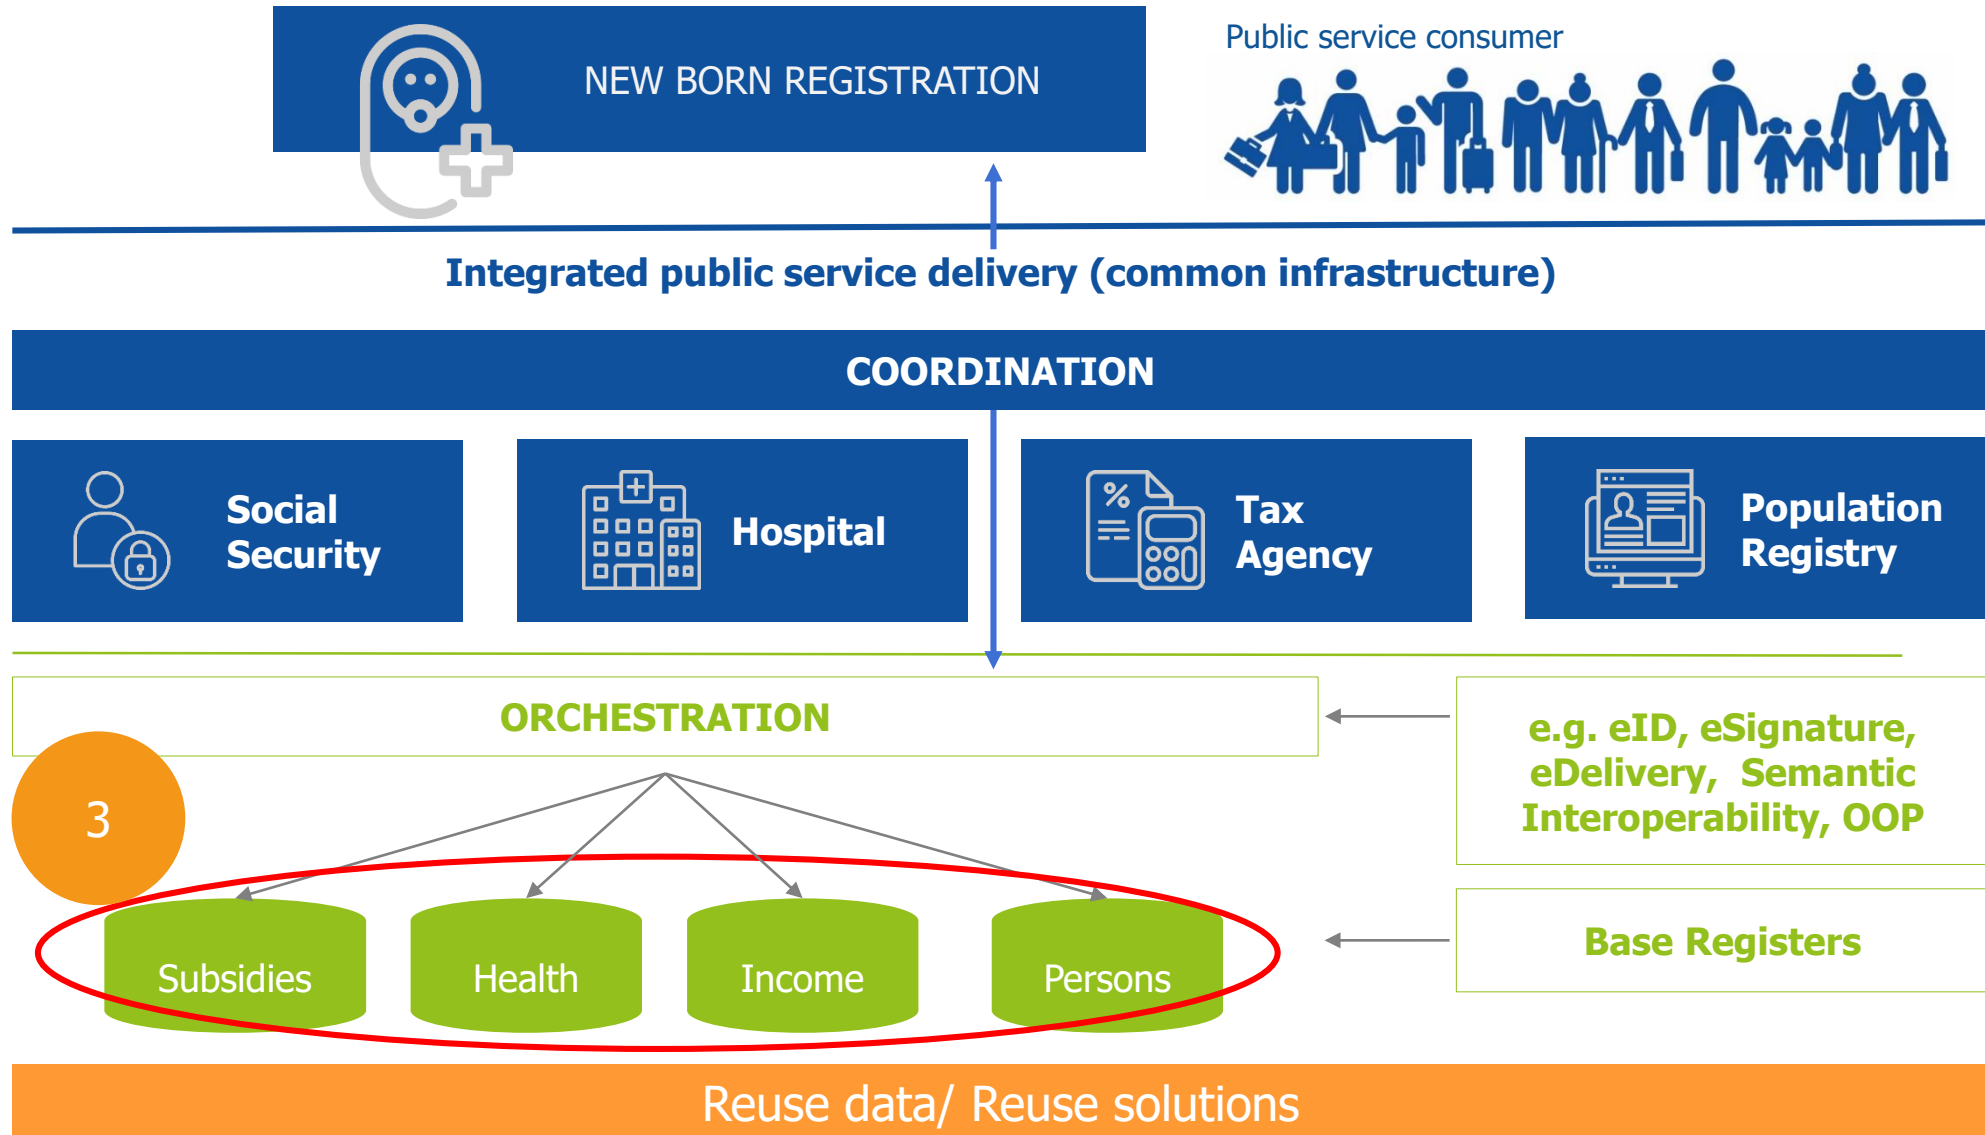 NEW BORN REGISTRATION
Public service consumer
Integrated public service delivery (common infrastructure)
COORDINATION
Social
Security
Hospital
%
Tax
Agency
Population
Registry
ORCHESTRATION
e.g. eID, eSignature,
eDelivery,  Semantic
Interoperability, OOP
3
Subsidies
Health
Income
Persons
Base Registers
Reuse data/ Reuse solutions